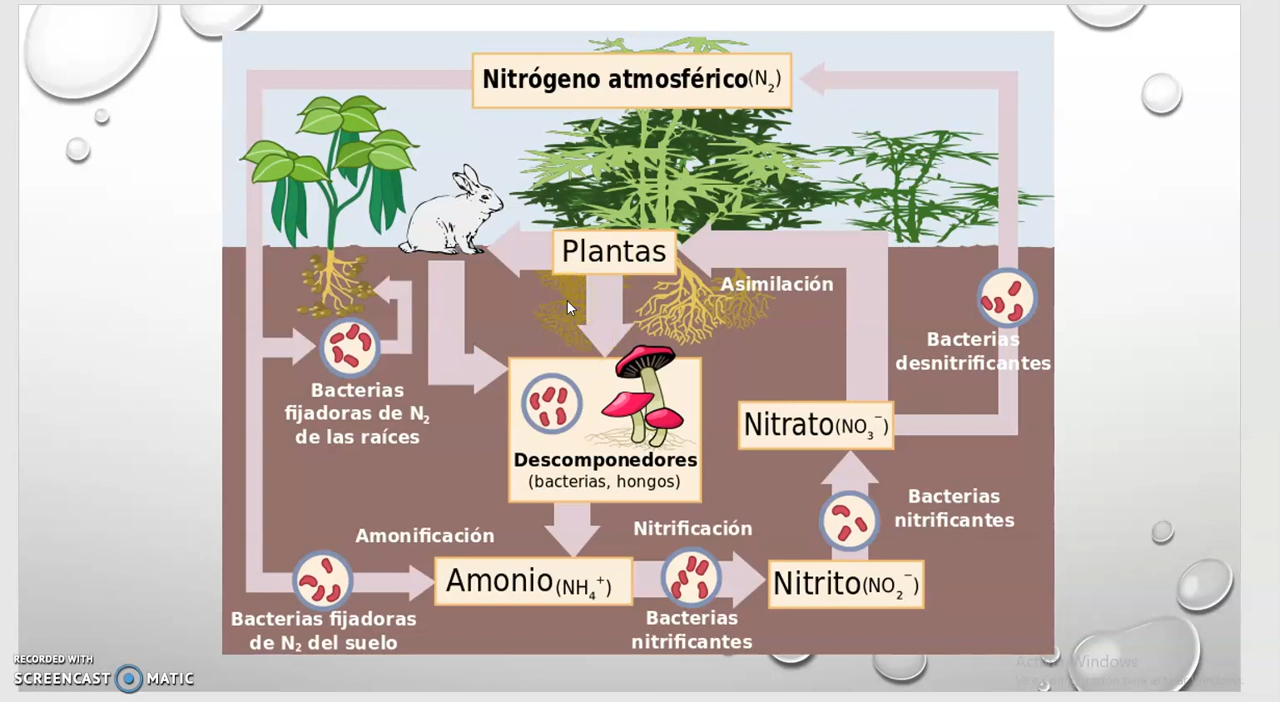 Nitrógeno atmosférico(N₂)
Plantas
Asimilación
Bacterias
desnitrificantes
Bacterias
fijadoras de N₂
de las raíces
Nitrato(NO₃⁻)
Descomponedores
(bacterias, hongos)
Bacterias
nitrificantes
Amonificación
Nitrificación
Amonio(NH₄⁺)
Nitrito(NO₂⁻)
Bacterias fijadoras
de N₂ del suelo
Bacterias
nitrificantes
RECORDED WITH
SCREENCAST MATIC
Windows